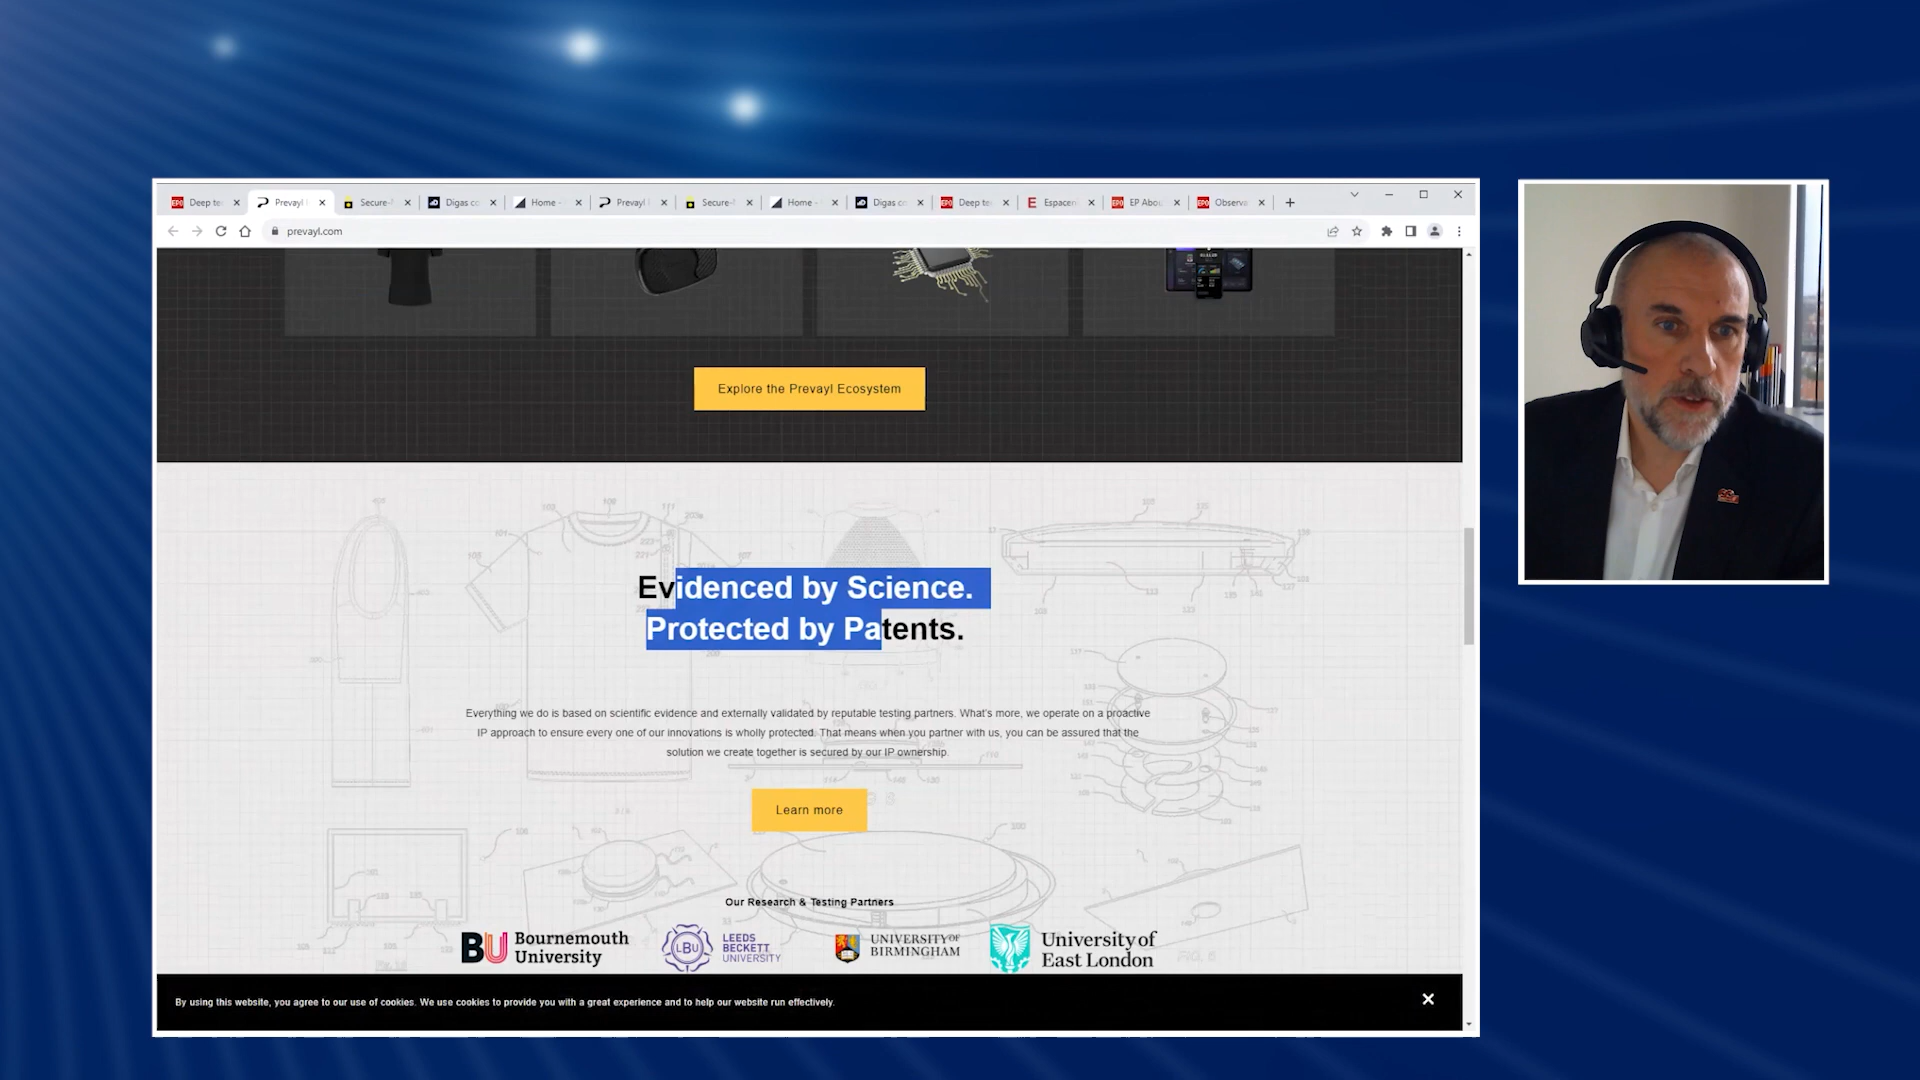 EPO Deep te
Prevayl
Secure-
Digas co
Home -
Prevayl
Secure-
Home -
Digas co
EPO Deep te
E Espacen
EPO EP Abou
EPO Observa
prevayl.com
Explore the Prevayl Ecosystem
Evidenced by Science.
Protected by Patents.
Everything we do is based on scientific evidence and externally validated by reputable testing partners. What's more, we operate on a proactive
IP approach to ensure every one of our innovations is wholly protected. That means when you partner with us, you can be assured that the
solution we create together is secured by our IP ownership.
Learn more
Our Research & Testing Partners
BU Bournemouth
University
LBU LEEDS
BECKETT
UNIVERSITY
UNIVERSITY OF
BIRMINGHAM
University of
East London
By using this website, you agree to our use of cookies. We use cookies to provide you with a great experience and to help our website run effectively.